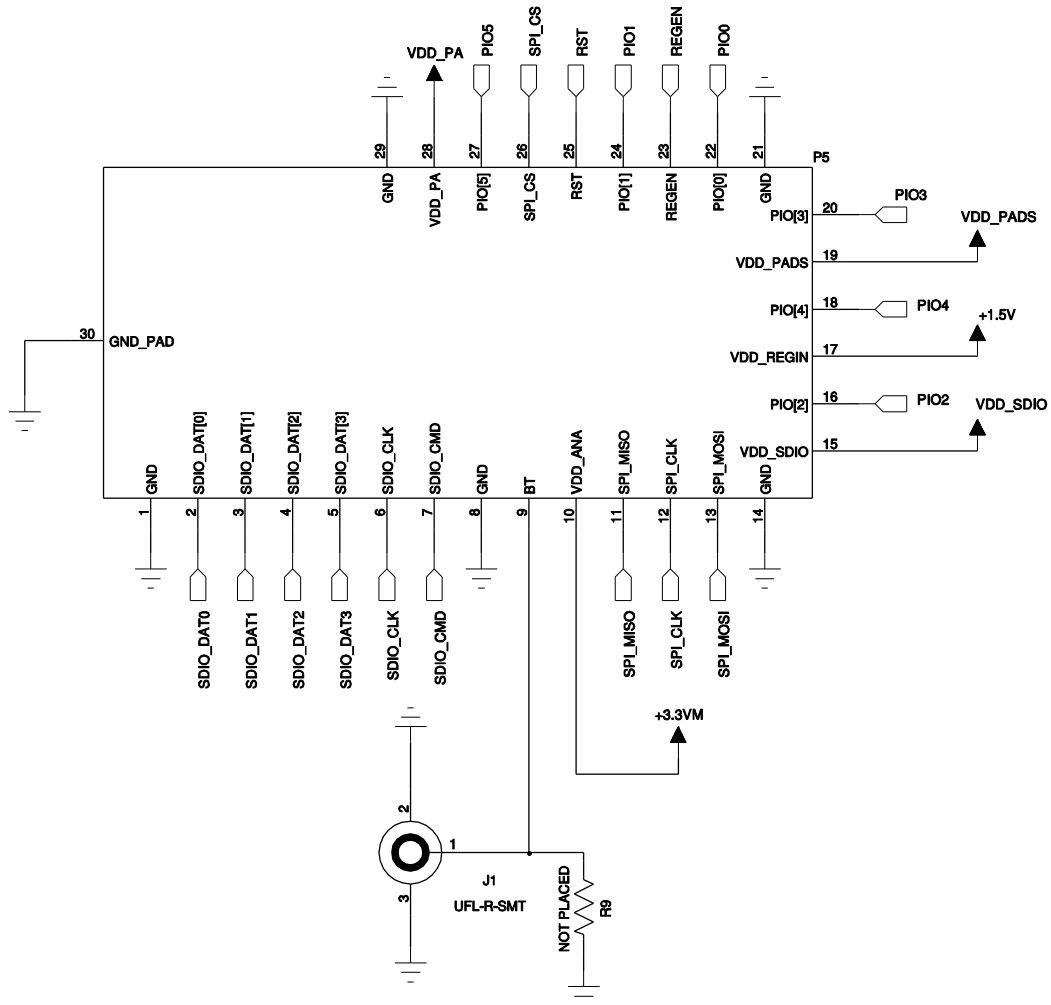 VDD_PA
PIO5
SPI_CS
RST
PIO1
REGEN
PIO0
29
28
27
26
25
24
23
22
21
P5
GND
VDD_PA
PIO[5]
SPI_CS
RST
PIO[1]
REGEN
PIO[0]
GND
PIO[3]
20
PIO3
VDD_PADS
VDD_PADS
19
PIO[4]
18
PIO4
+1.5V
VDD_REGIN
17
30
GND_PAD
PIO[2]
16
PIO2
VDD_SDIO
VDD_SDIO
15
GND
SDIO_DAT[0]
SDIO_DAT[1]
SDIO_DAT[2]
SDIO_DAT[3]
SDIO_CLK
SDIO_CMD
GND
BT
VDD_ANA
SPI_MISO
SPI_CLK
SPI_MOSI
GND
1
2
3
4
5
6
7
8
9
10
11
12
13
14
SDIO_DAT0
SDIO_DAT1
SDIO_DAT2
SDIO_DAT3
SDIO_CLK
SDIO_CMD
SPI_MISO
SPI_CLK
SPI_MOSI
+3.3VM
2
1
3
J1
UFL-R-SMT
NOT PLACED
R9